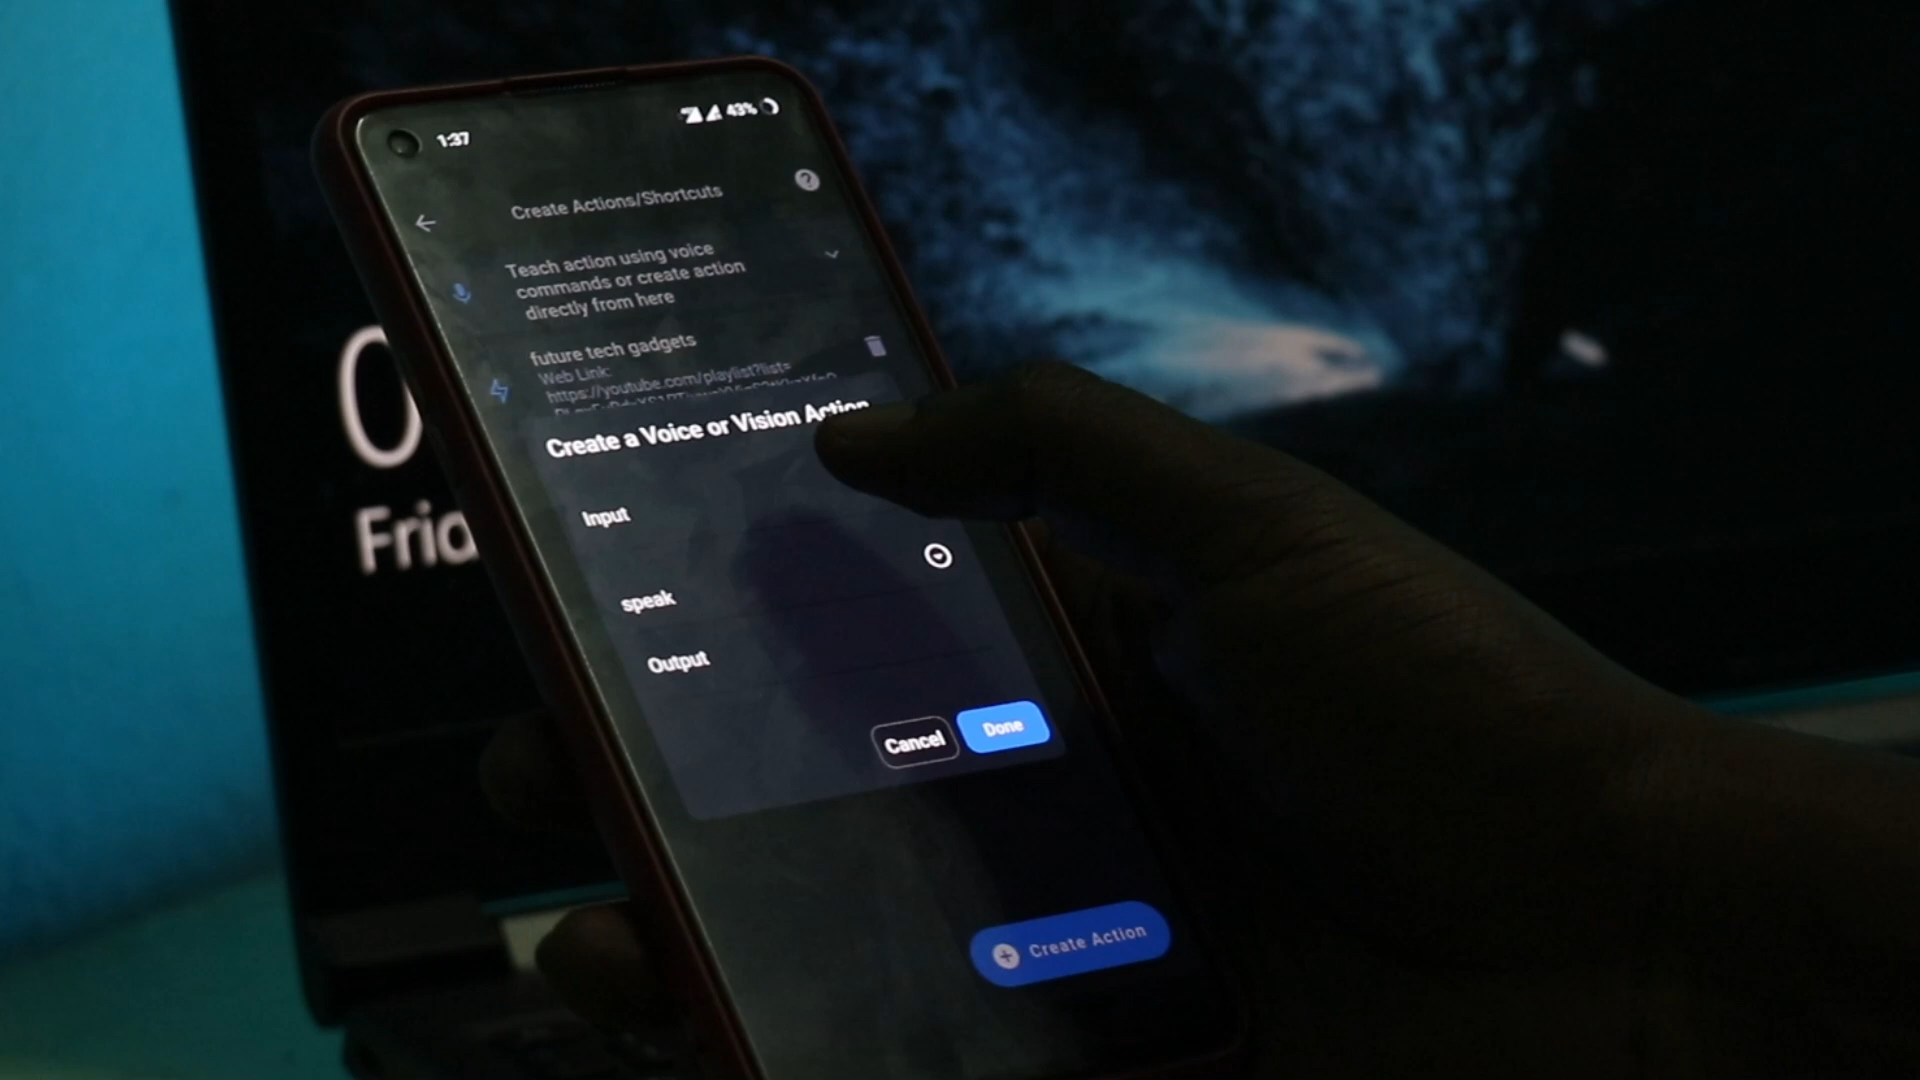 1:37
43%
Create Actions/Shortcuts
Teach action using voice
commands or create action
directly from here
future tech gadgets
Web Link:
https://youtube.com/playlist?list=
Create a Voice or Vision Action
Input
speak
Output
Cancel
Done
Create Action
0
Frid